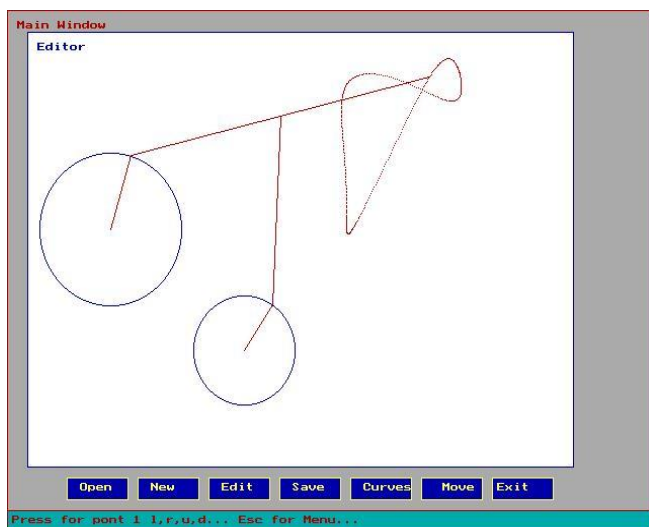 Main Window
Editor
Open New Edit Save Curves Move Exit
Press for pont 1 l,r,u,d... Esc for Menu...